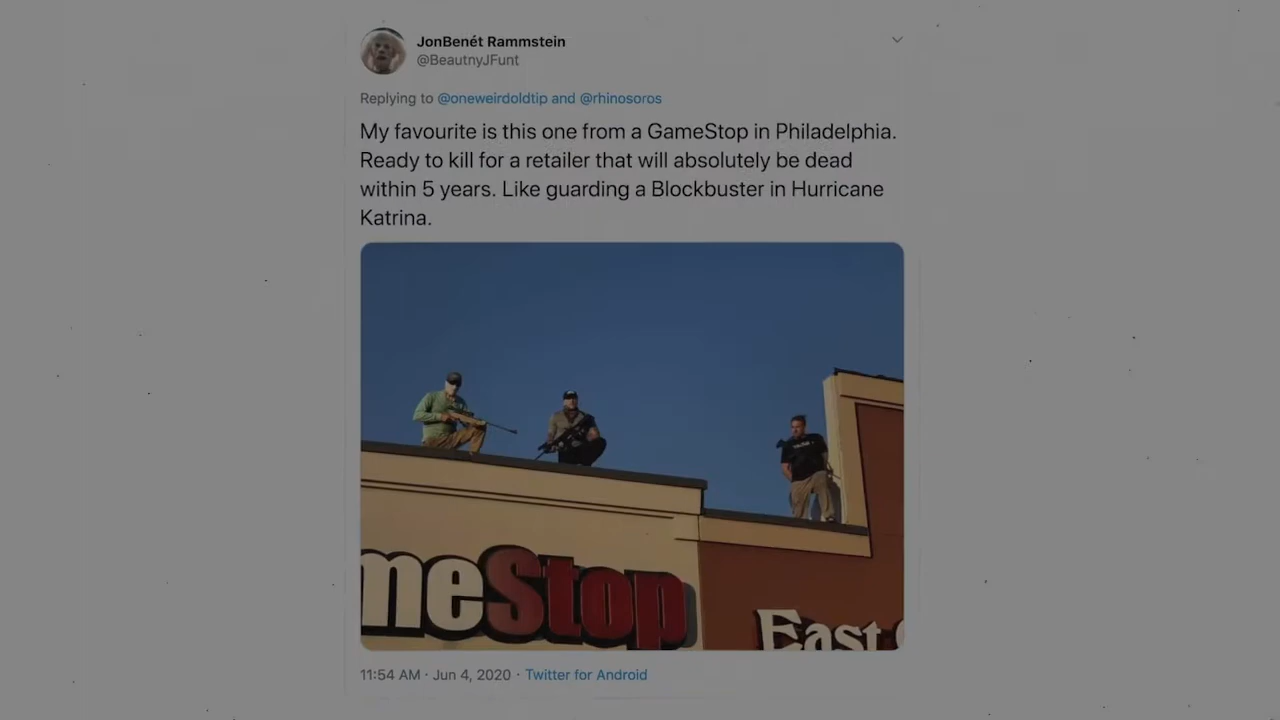 JonBenét Rammstein
@BeautnyJFunt
Replying to @oneweirdoldtip and @rhinosoros
My favourite is this one from a GameStop in Philadelphia.
Ready to kill for a retailer that will absolutely be dead
within 5 years. Like guarding a Blockbuster in Hurricane
Katrina.
meStop
East
11:54 AM · Jun 4, 2020 · Twitter for Android